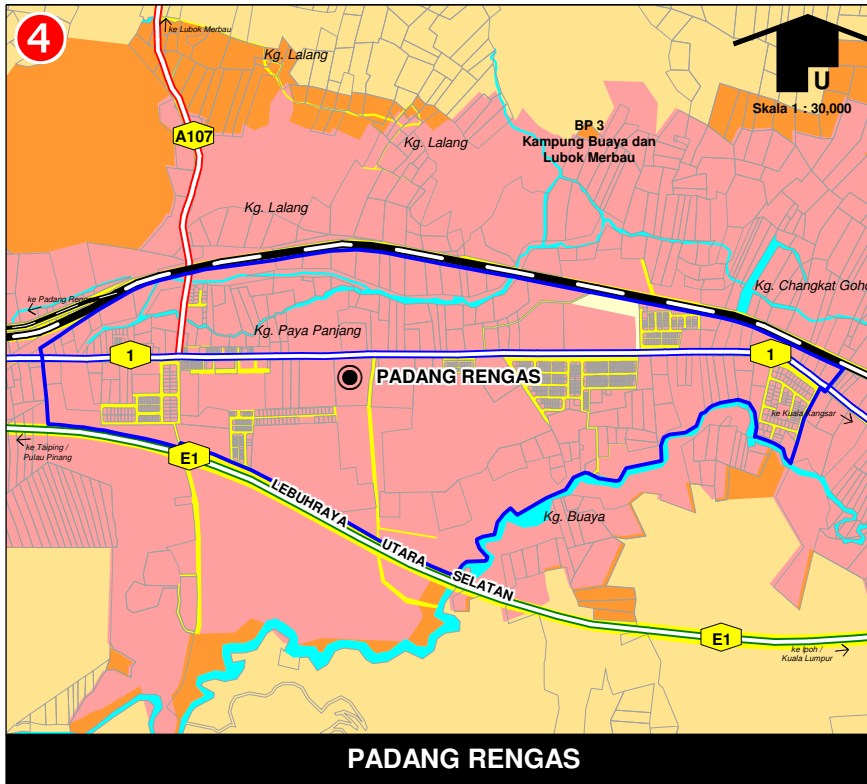 4
ke Lubok Merbau
Kg. Lalang
U
Skala 1 : 30,000
A107
BP 3
Kampung Buaya dan
Lubok Merbau
Kg. Lalang
Kg. Lalang
Kg. Changkat
ke Padang
Kg. Paya Panjang
1
1
PADANG RENGAS
ke Kuala Kangsar
ke Taiping /
Pulau Pinang
E1
LEBUHRAYA
UTARA
SELATAN
Kg. Buaya
E1
ke Ipoh /
Kuala Lumpur
PADANG RENGAS